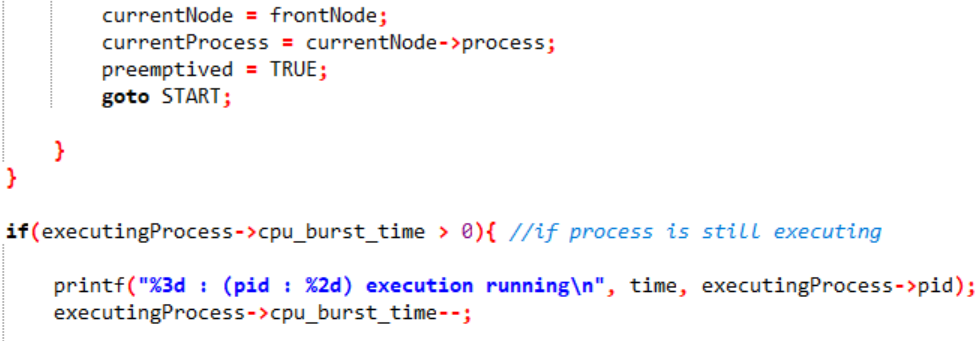 currentNode = frontNode;
currentProcess = currentNode->process;
preemptived = TRUE;
goto START;
}
}
if(executingProcess->cpu_burst_time > 0){ //if process is still executing
printf("%3d : (pid : %2d) execution running\n", time, executingProcess->pid);
executingProcess->cpu_burst_time--;